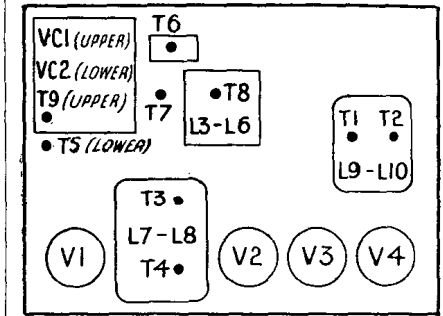 VC1 (UPPER)
VC2 (LOWER)
T9 (UPPER)
T5 (LOWER)
T6
T7
T8
L3-L6
T1 T2
L9-L10
T3
L7-L8
T4
V1
V2
V3
V4